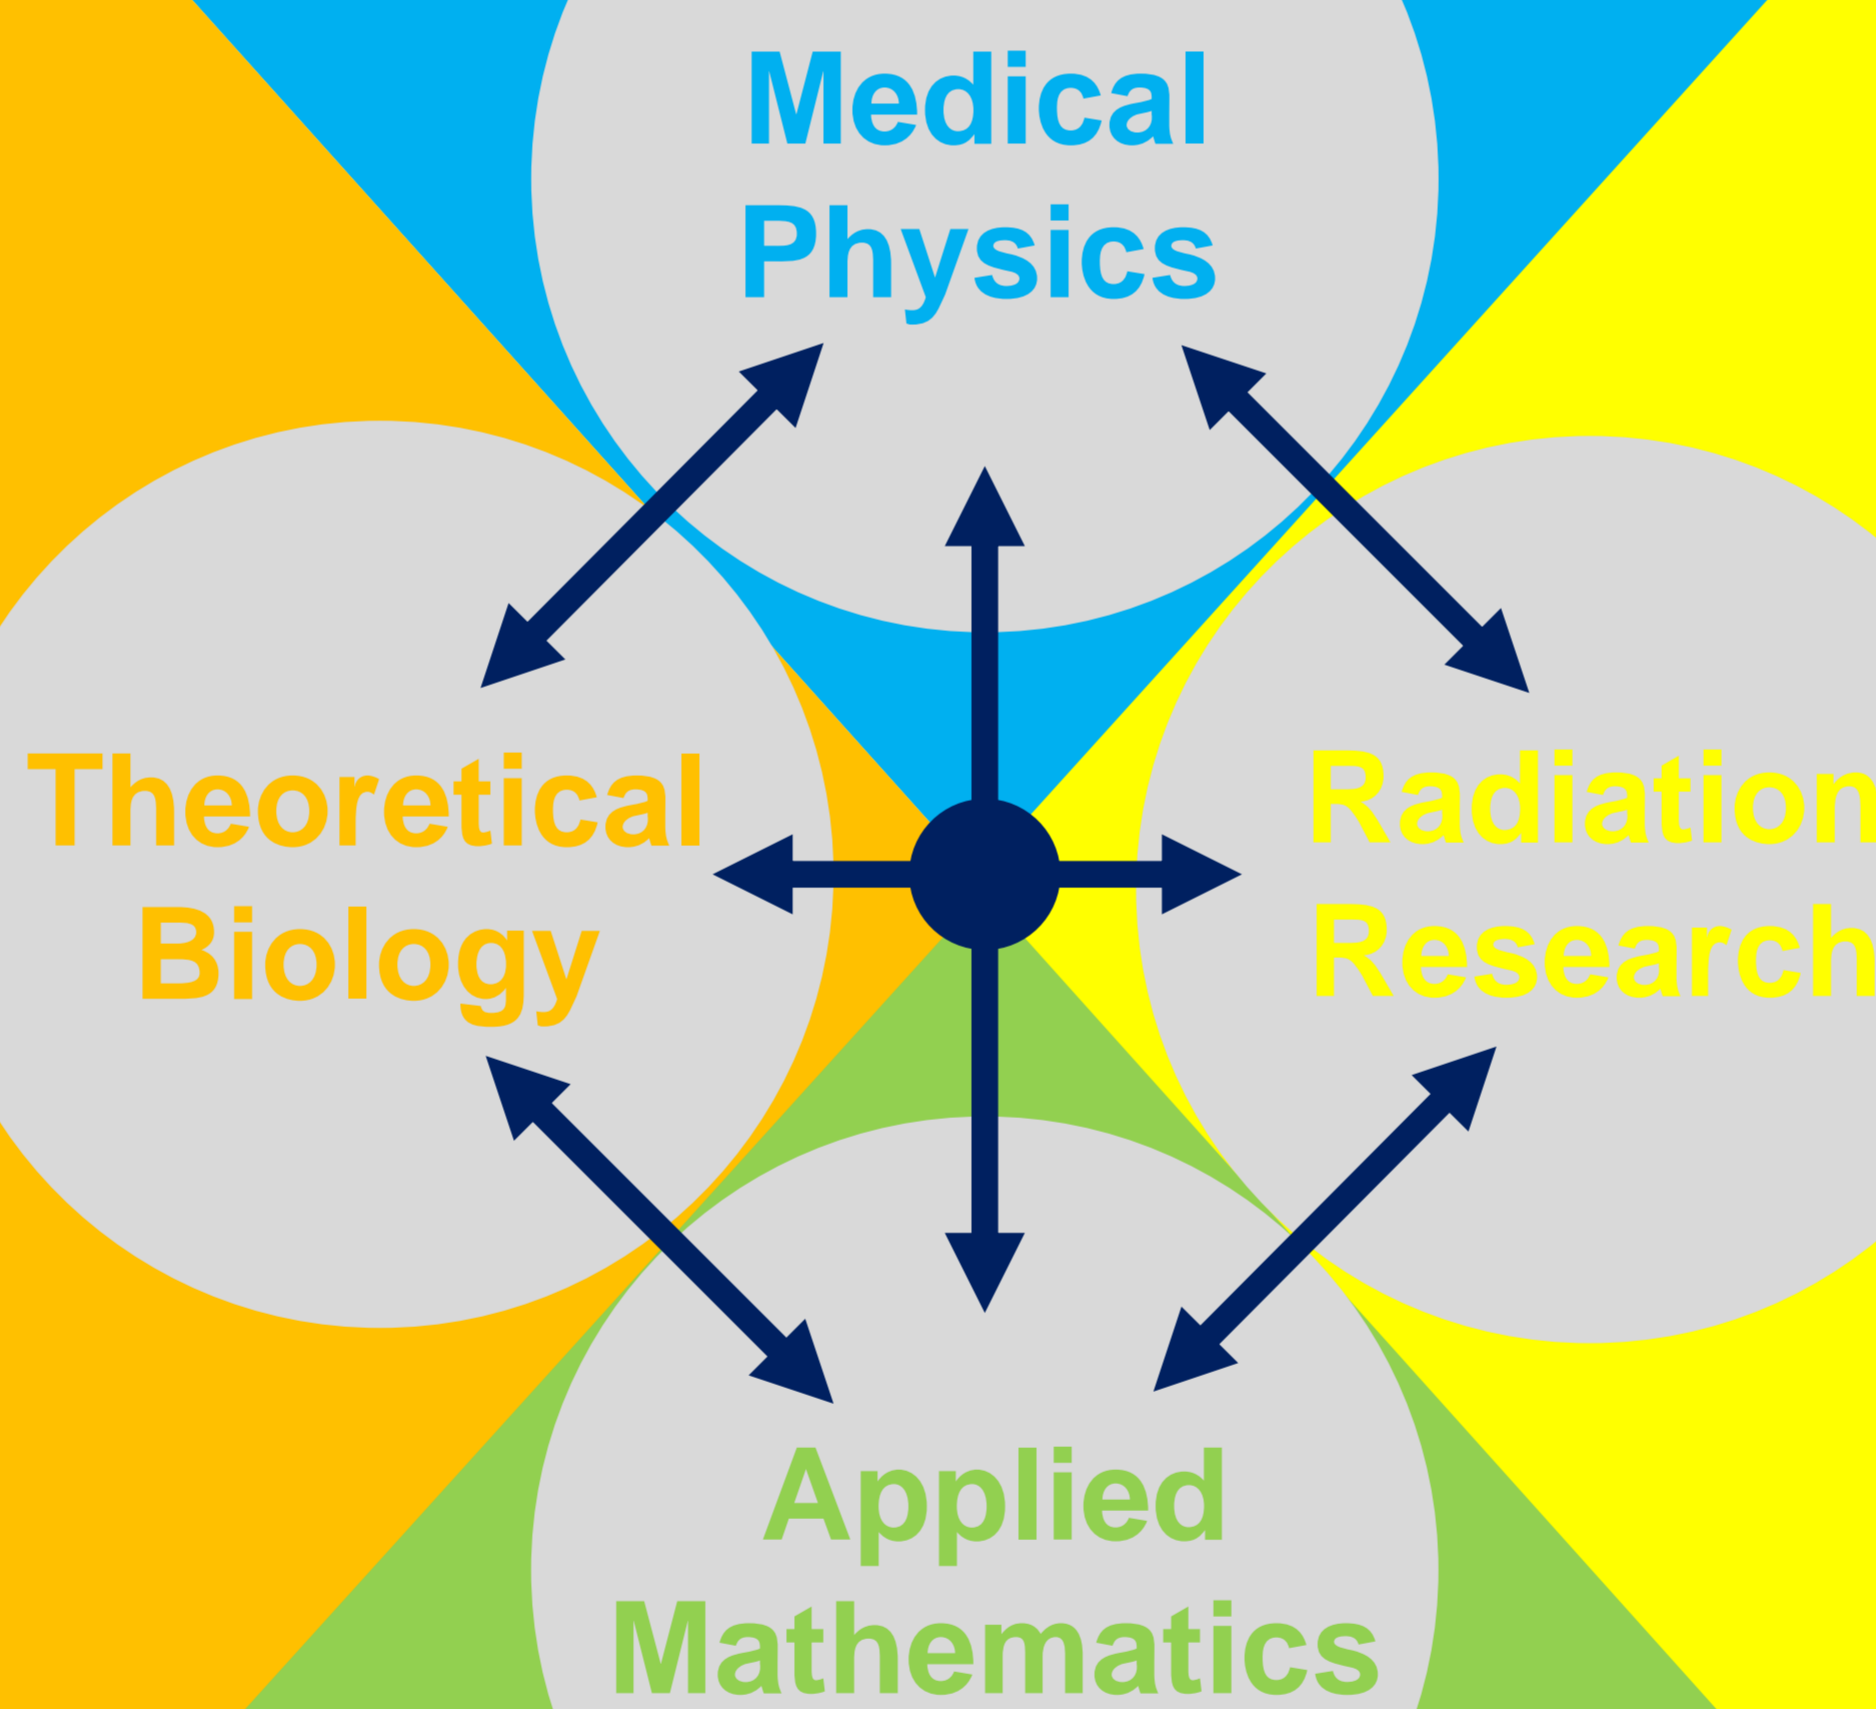 Medical
Physics
Theoretical
Biology
Radiation
Research
Applied
Mathematics